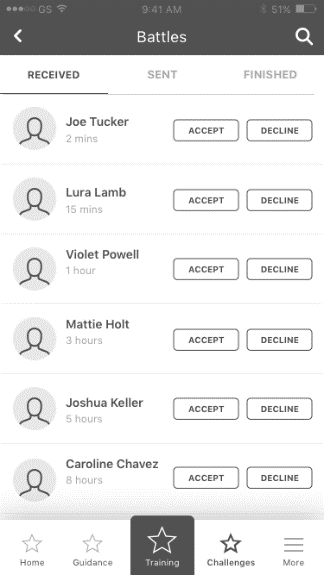 GS 9:41 AM 51%
Battles
RECEIVED SENT FINISHED
Joe Tucker
2 mins
ACCEPT DECLINE
Lura Lamb
15 mins
ACCEPT DECLINE
Violet Powell
1 hour
ACCEPT DECLINE
Mattie Holt
3 hours
ACCEPT DECLINE
Joshua Keller
5 hours
ACCEPT DECLINE
Caroline Chavez
8 hours
ACCEPT DECLINE
Home Guidance Training Challenges More